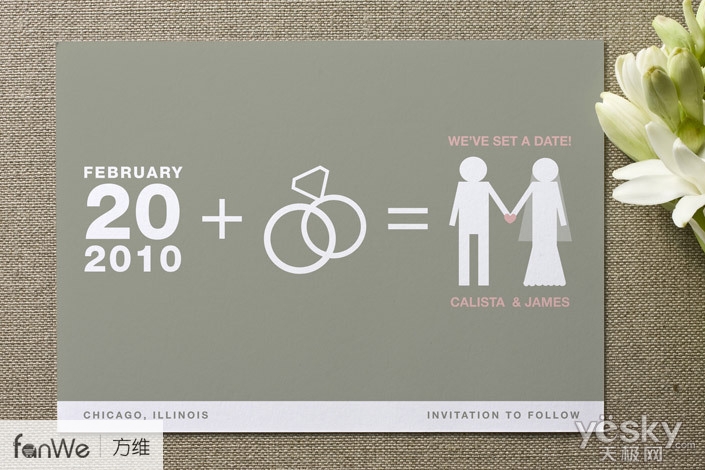 WE'VE SET A DATE!
FEBRUARY
20
2010
+
=
CALISTA & JAMES
CHICAGO, ILLINOIS
INVITATION TO FOLLOW
fanWe 方维
yesky
天极网
.com